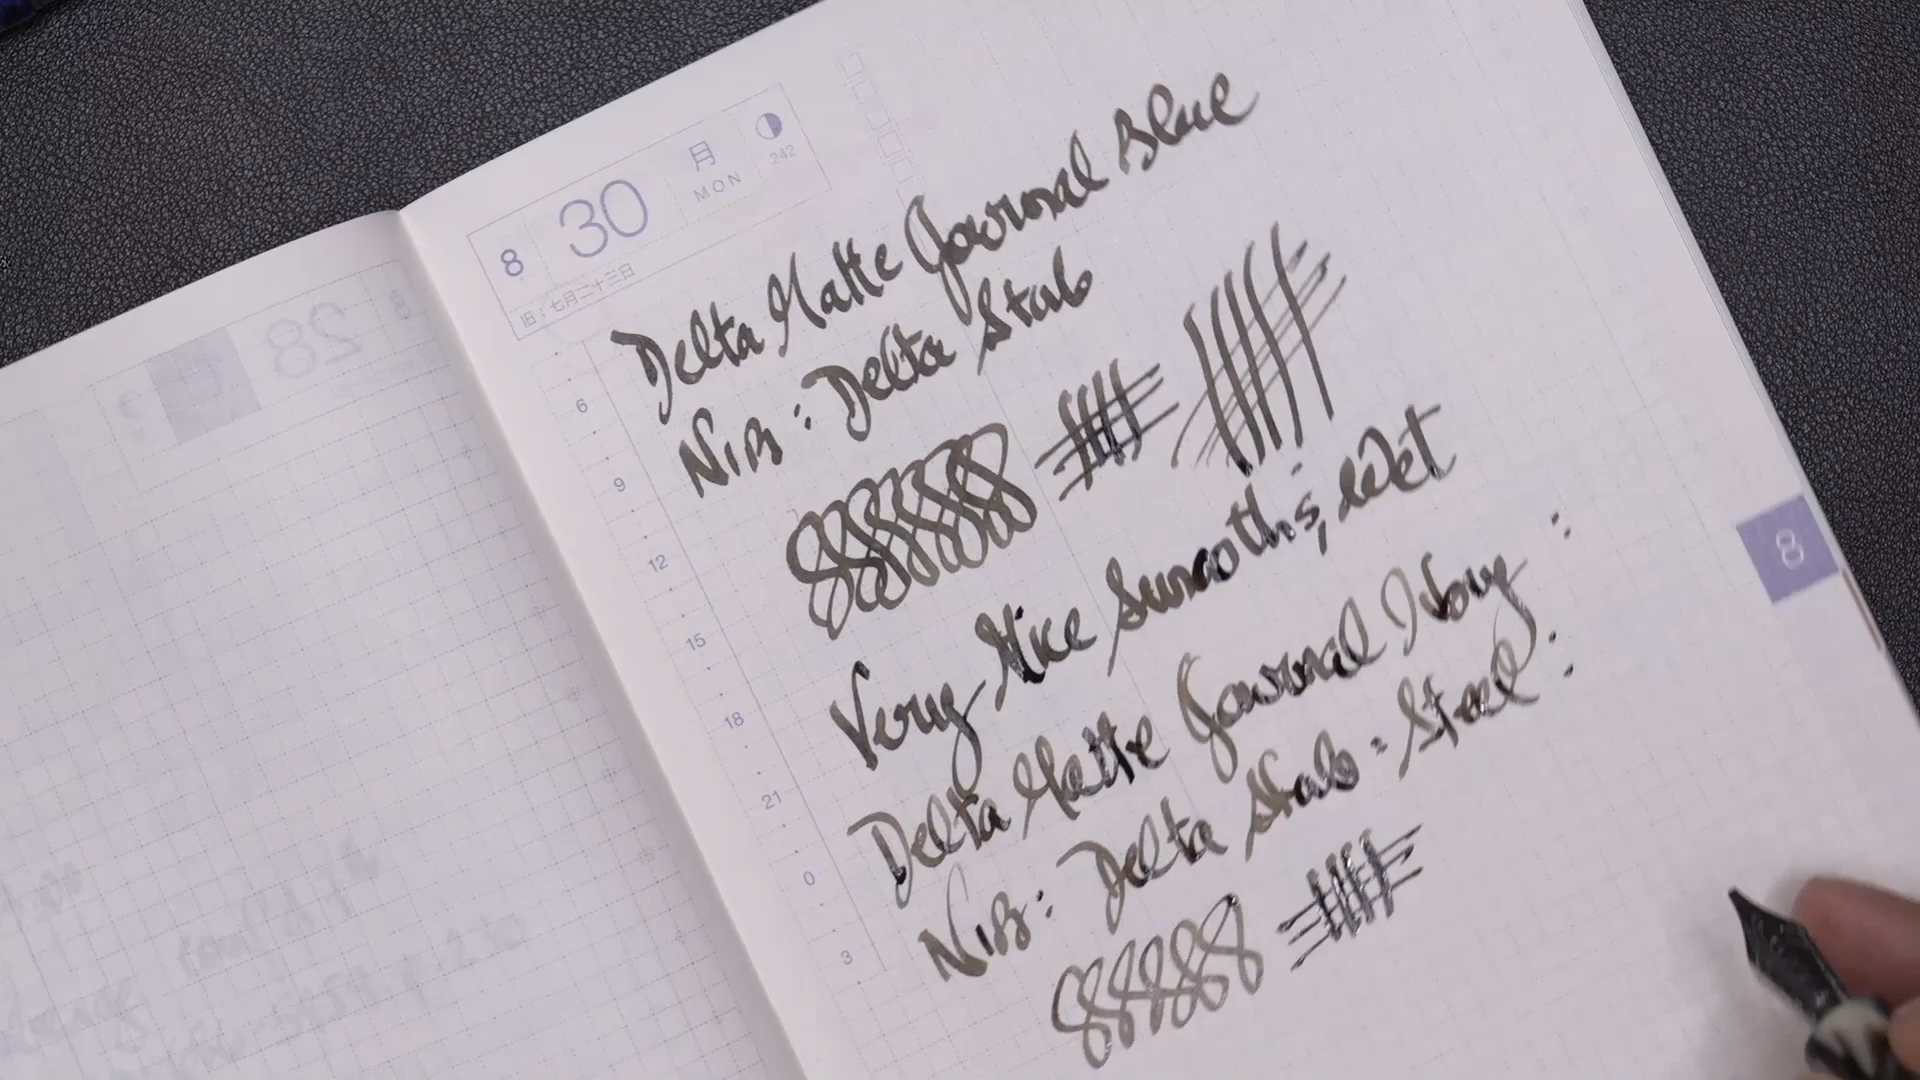 8 30 月 MON 242
旧：七月二十三日
Delta Matte Journal Blue
Nib : Delta Stub
Very Nice Smooth, Wet
Delta Matte Journal Ivory :
Nib : Delta Stub - Steel :
6
9
12
15
18
21
0
3
8
28